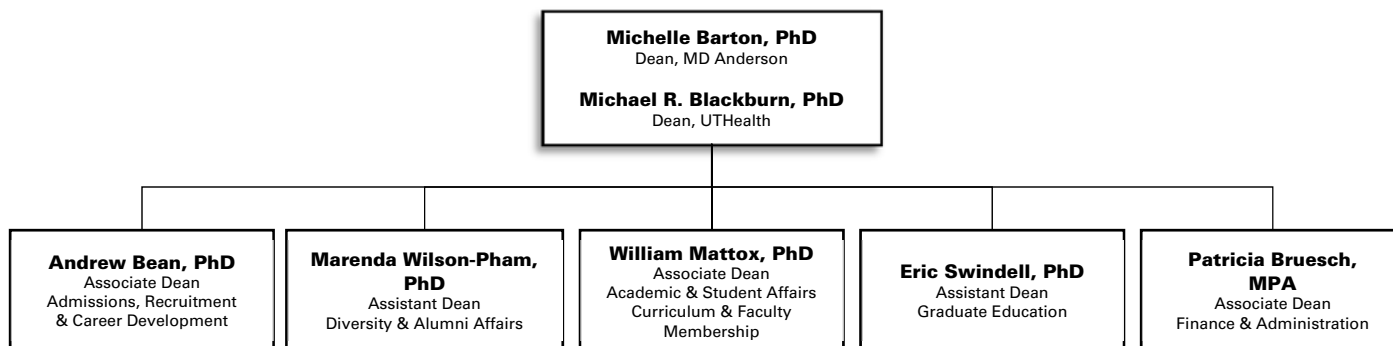 Michelle Barton, PhD
Dean, MD Anderson
Michael R. Blackburn, PhD
Dean, UTHealth
Andrew Bean, PhD
Associate Dean
Admissions, Recruitment
& Career Development
Marenda Wilson-Pham,
PhD
Assistant Dean
Diversity & Alumni Affairs
William Mattox, PhD
Associate Dean
Academic & Student Affairs
Curriculum & Faculty
Membership
Eric Swindell, PhD
Assistant Dean
Graduate Education
Patricia Bruesch,
MPA
Associate Dean
Finance & Administration